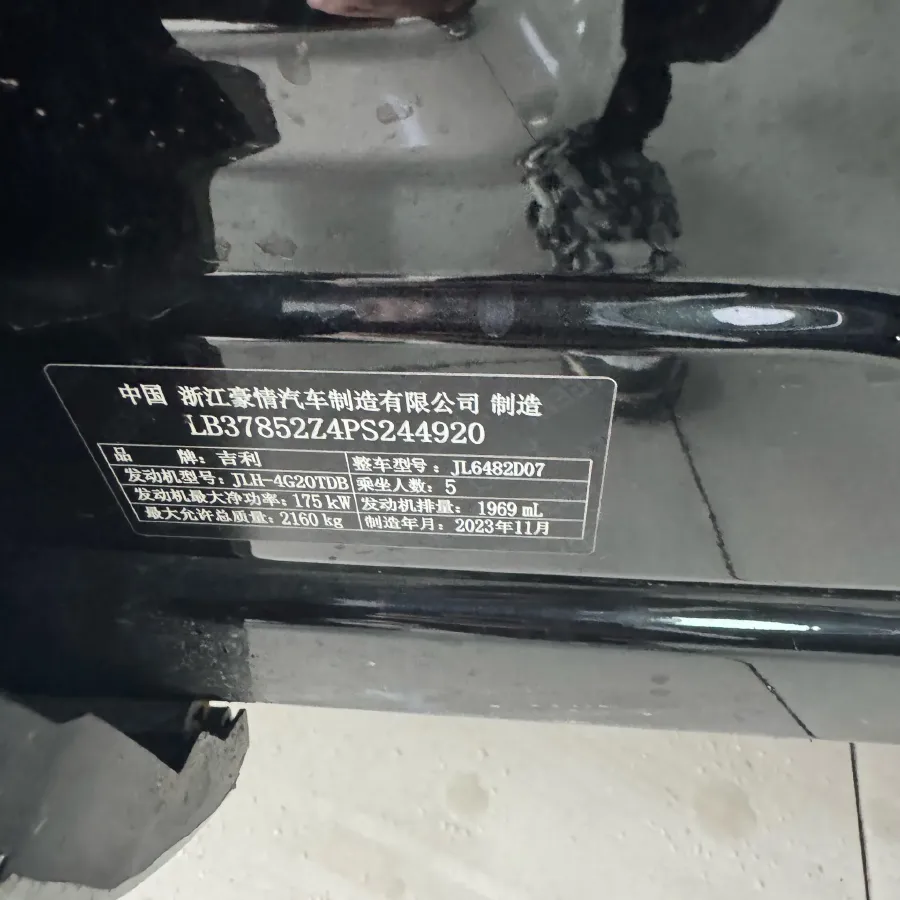 中国 浙江豪情汽车制造有限公司 制造
LB37852Z4PS244920
品 牌：吉利 整车型号：JL6482D07
发动机型号：JLH-4G20TDB 乘坐人数：5
发动机最大净功率：175 kW 发动机排量：1969 mL
最大允许总质量：2160 kg 制造年月：2023年11月